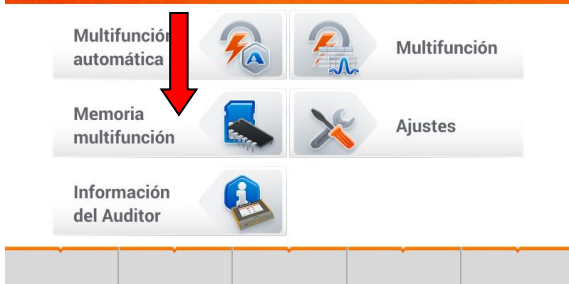 Multifunción
automática
Multifunción
Memoria
multifunción
Ajustes
Información
del Auditor